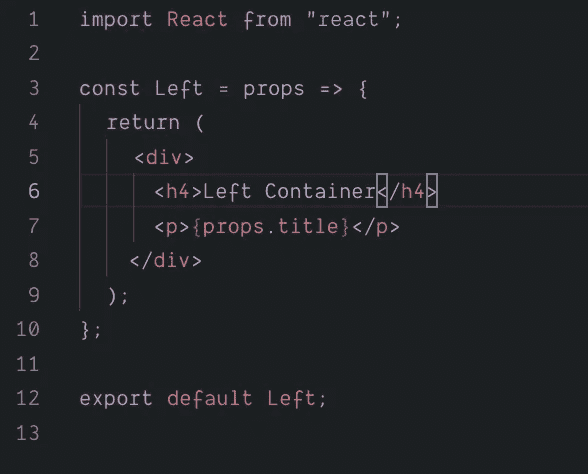 1 import React from "react";
2
3 const Left = props => {
4 return (
5 <div>
6 <h4>Left Container</h4>
7 <p>{props.title}</p>
8 </div>
9 );
10 };
11
12 export default Left;
13